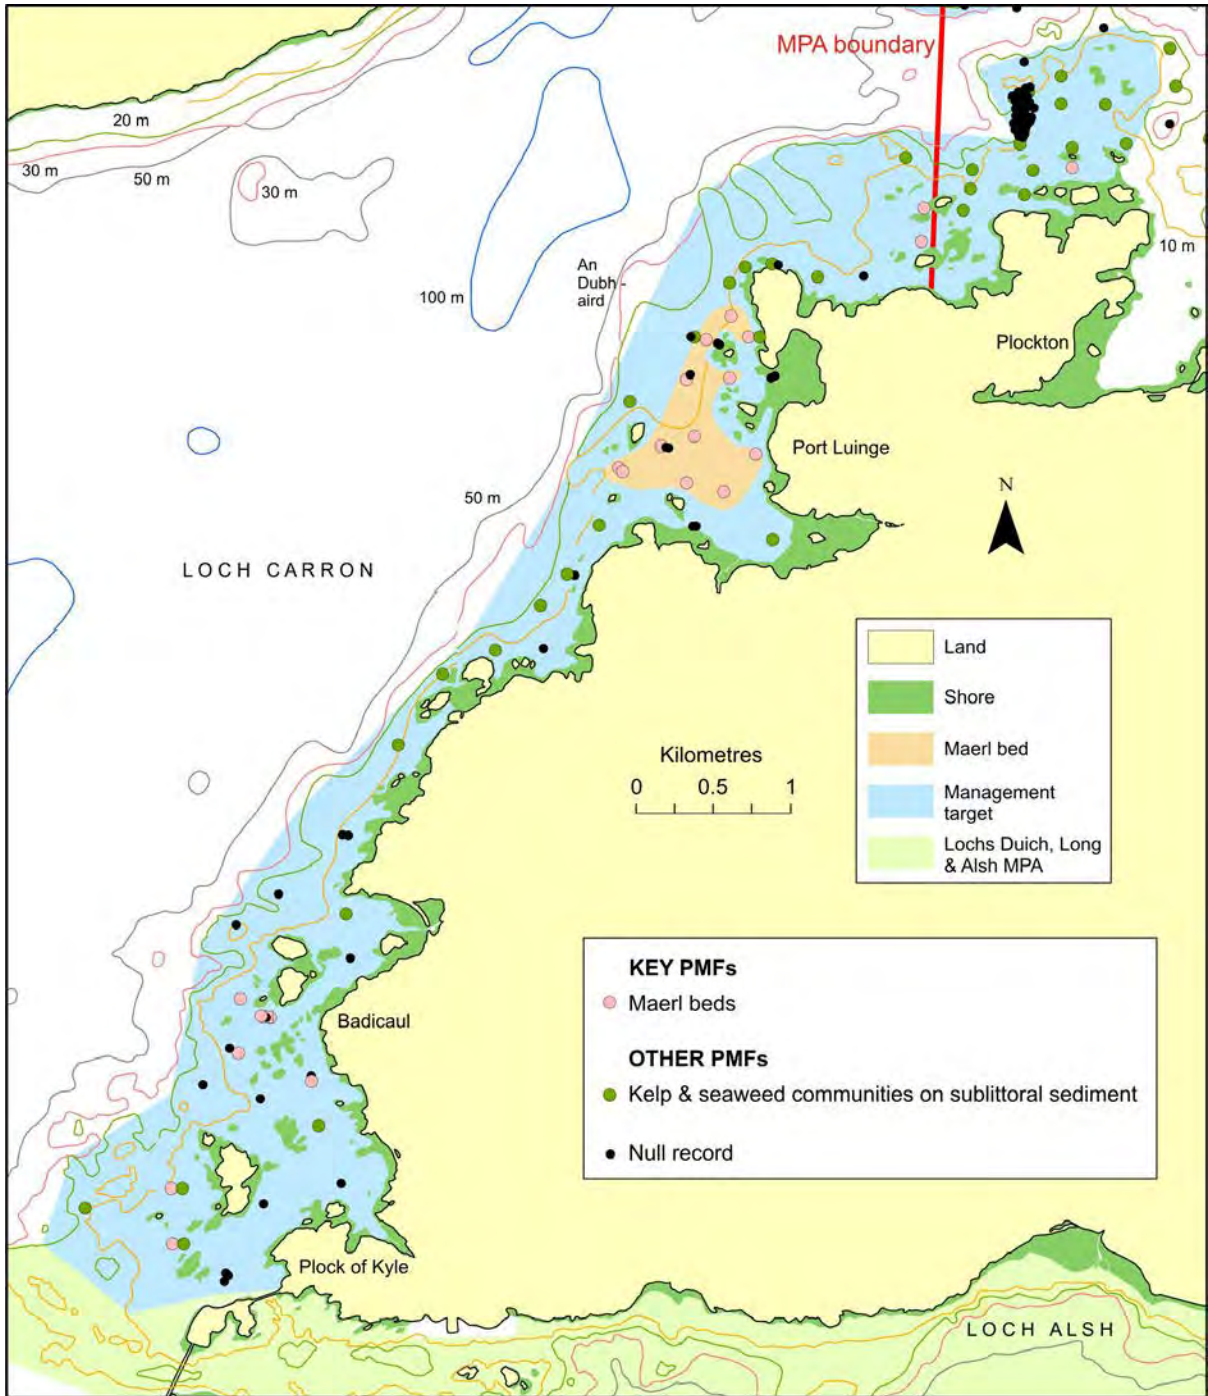 MPA boundary
20 m
30 m
50 m
30 m
An
Dubh -
aird
100 m
10 m
Plockton
Port Luinge
50 m
N
LOCH CARRON
Land
Shore
Maerl bed
Management
target
Lochs Duich, Long
& Alsh MPA
Kilometres
0 0.5 1
KEY PMFs
Maerl beds
OTHER PMFs
Kelp & seaweed communities on sublittoral sediment
Null record
Badicaul
Plock of Kyle
LOCH ALSH